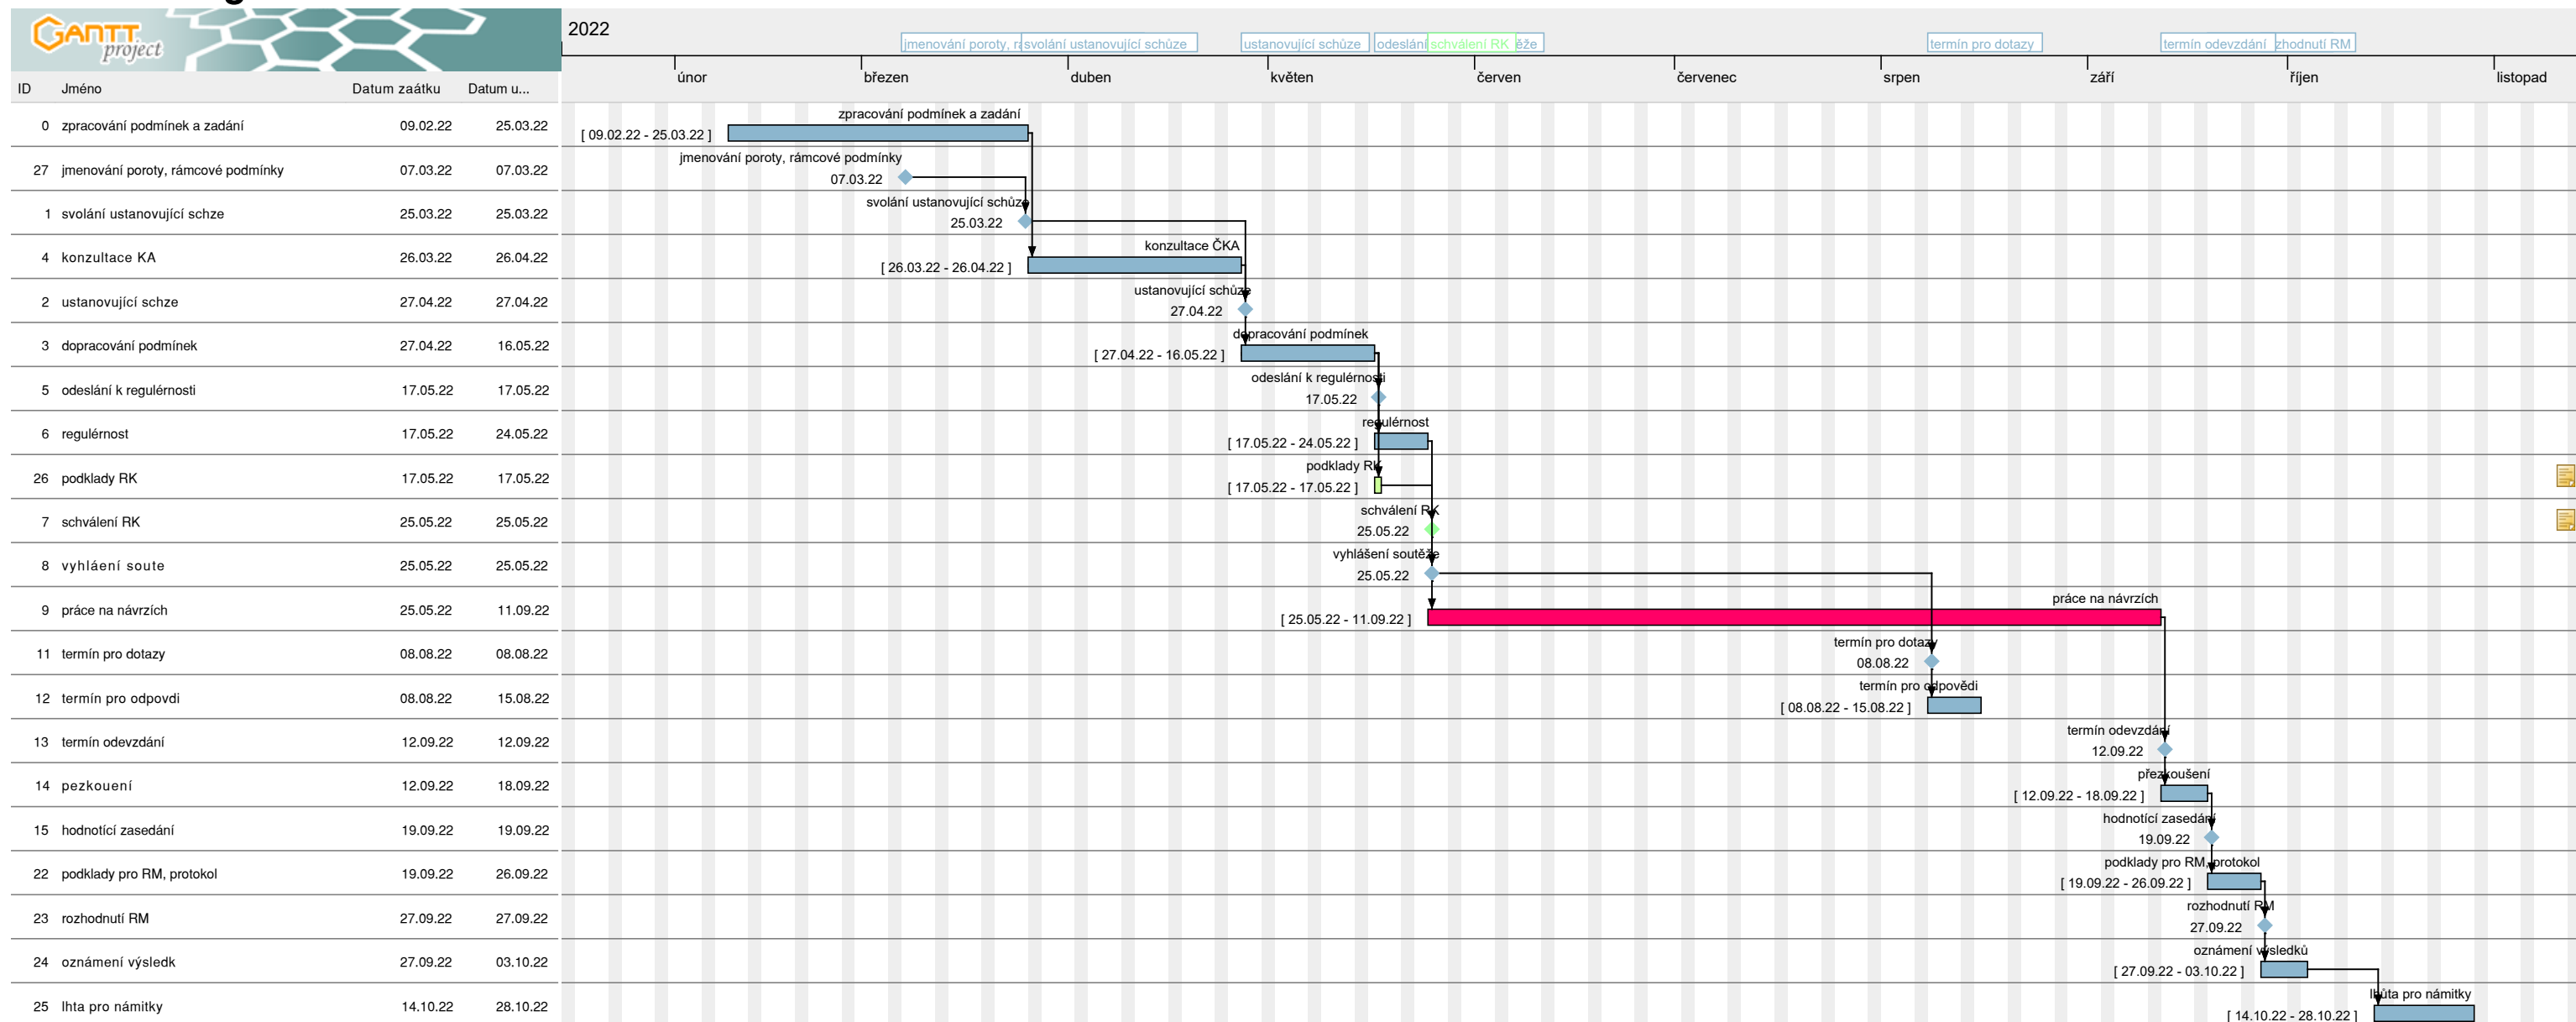 GANTT
project
2022
jmenování poroty, svolání ustanovující schůze ustanovující schůze odeslání schválení RK ěže termín pro dotazy termín odevzdání zhodnutí RM
únor březen duben květen červen červenec srpen září říjen listopad
ID Jméno Datum zaátku Datum u...
0 zpracování podmínek a zadání 09.02.22 25.03.22
zpracování podmínek a zadání
[ 09.02.22 - 25.03.22 ]
27 jmenování poroty, rámcové podmínky 07.03.22 07.03.22
jmenování poroty, rámcové podmínky
07.03.22
1 svolání ustanovující schze 25.03.22 25.03.22
svolání ustanovující schůze
25.03.22
4 konzultace KA 26.03.22 26.04.22
konzultace ČKA
[ 26.03.22 - 26.04.22 ]
2 ustanovující schze 27.04.22 27.04.22
ustanovující schůze
27.04.22
3 dopracování podmínek 27.04.22 16.05.22
dopracování podmínek
[ 27.04.22 - 16.05.22 ]
5 odeslání k regulérnosti 17.05.22 17.05.22
odeslání k regulérnosti
17.05.22
6 regulérnost 17.05.22 24.05.22
regulérnost
[ 17.05.22 - 24.05.22 ]
26 podklady RK 17.05.22 17.05.22
podklady RK
[ 17.05.22 - 17.05.22 ]
7 schválení RK 25.05.22 25.05.22
schválení RK
25.05.22
8 vyhláení soute 25.05.22 25.05.22
vyhlášení soutěže
25.05.22
9 práce na návrzích 25.05.22 11.09.22
práce na návrzích
[ 25.05.22 - 11.09.22 ]
11 termín pro dotazy 08.08.22 08.08.22
termín pro dotazy
08.08.22
12 termín pro odpovdi 08.08.22 15.08.22
termín pro odpovědi
[ 08.08.22 - 15.08.22 ]
13 termín odevzdání 12.09.22 12.09.22
termín odevzdání
12.09.22
14 pezkouení 12.09.22 18.09.22
přezkoušení
[ 12.09.22 - 18.09.22 ]
15 hodnotící zasedání 19.09.22 19.09.22
hodnotící zasedání
19.09.22
22 podklady pro RM, protokol 19.09.22 26.09.22
podklady pro RM, protokol
[ 19.09.22 - 26.09.22 ]
23 rozhodnutí RM 27.09.22 27.09.22
rozhodnutí RM
27.09.22
24 oznámení výsledk 27.09.22 03.10.22
oznámení výsledků
[ 27.09.22 - 03.10.22 ]
25 lhta pro námitky 14.10.22 28.10.22
lhůta pro námitky
[ 14.10.22 - 28.10.22 ]